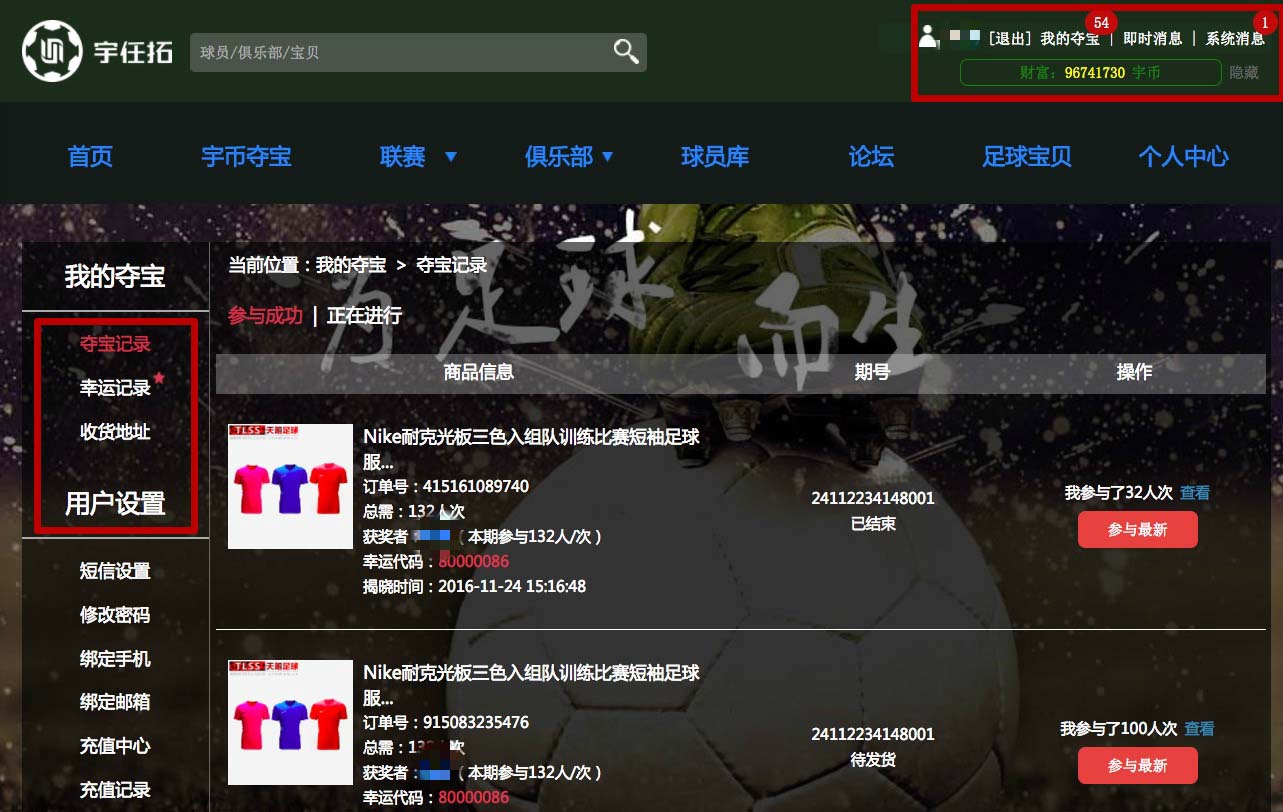 宇任拓
球员/俱乐部/宝贝
54
1
[退出] 我的夺宝 | 即时消息 | 系统消息
财富：96741730 宇币 隐藏
首页 宇币夺宝 联赛 ▼ 俱乐部 ▼ 球员库 论坛 足球宝贝 个人中心
我的夺宝
夺宝记录
幸运记录
收货地址
用户设置
短信设置
修改密码
绑定手机
绑定邮箱
充值中心
充值记录
为足球而生
当前位置：我的夺宝 > 夺宝记录
参与成功 | 正在进行
商品信息 期号 操作
TLSS 天朗足球
Nike耐克光板三色入组队训练比赛短袖足球
服...
订单号：415161089740
总需：132人次
获奖者 （本期参与132人/次）
幸运代码：80000086
揭晓时间：2016-11-24 15:16:48
24112234148001
已结束
我参与了32人次 查看
参与最新
TLSS 天朗足球
Nike耐克光板三色入组队训练比赛短袖足球
服...
订单号：915083235476
总需：13 次
获奖者： （本期参与132人/次）
幸运代码：80000086
24112234148001
待发货
我参与了100人次 查看
参与最新